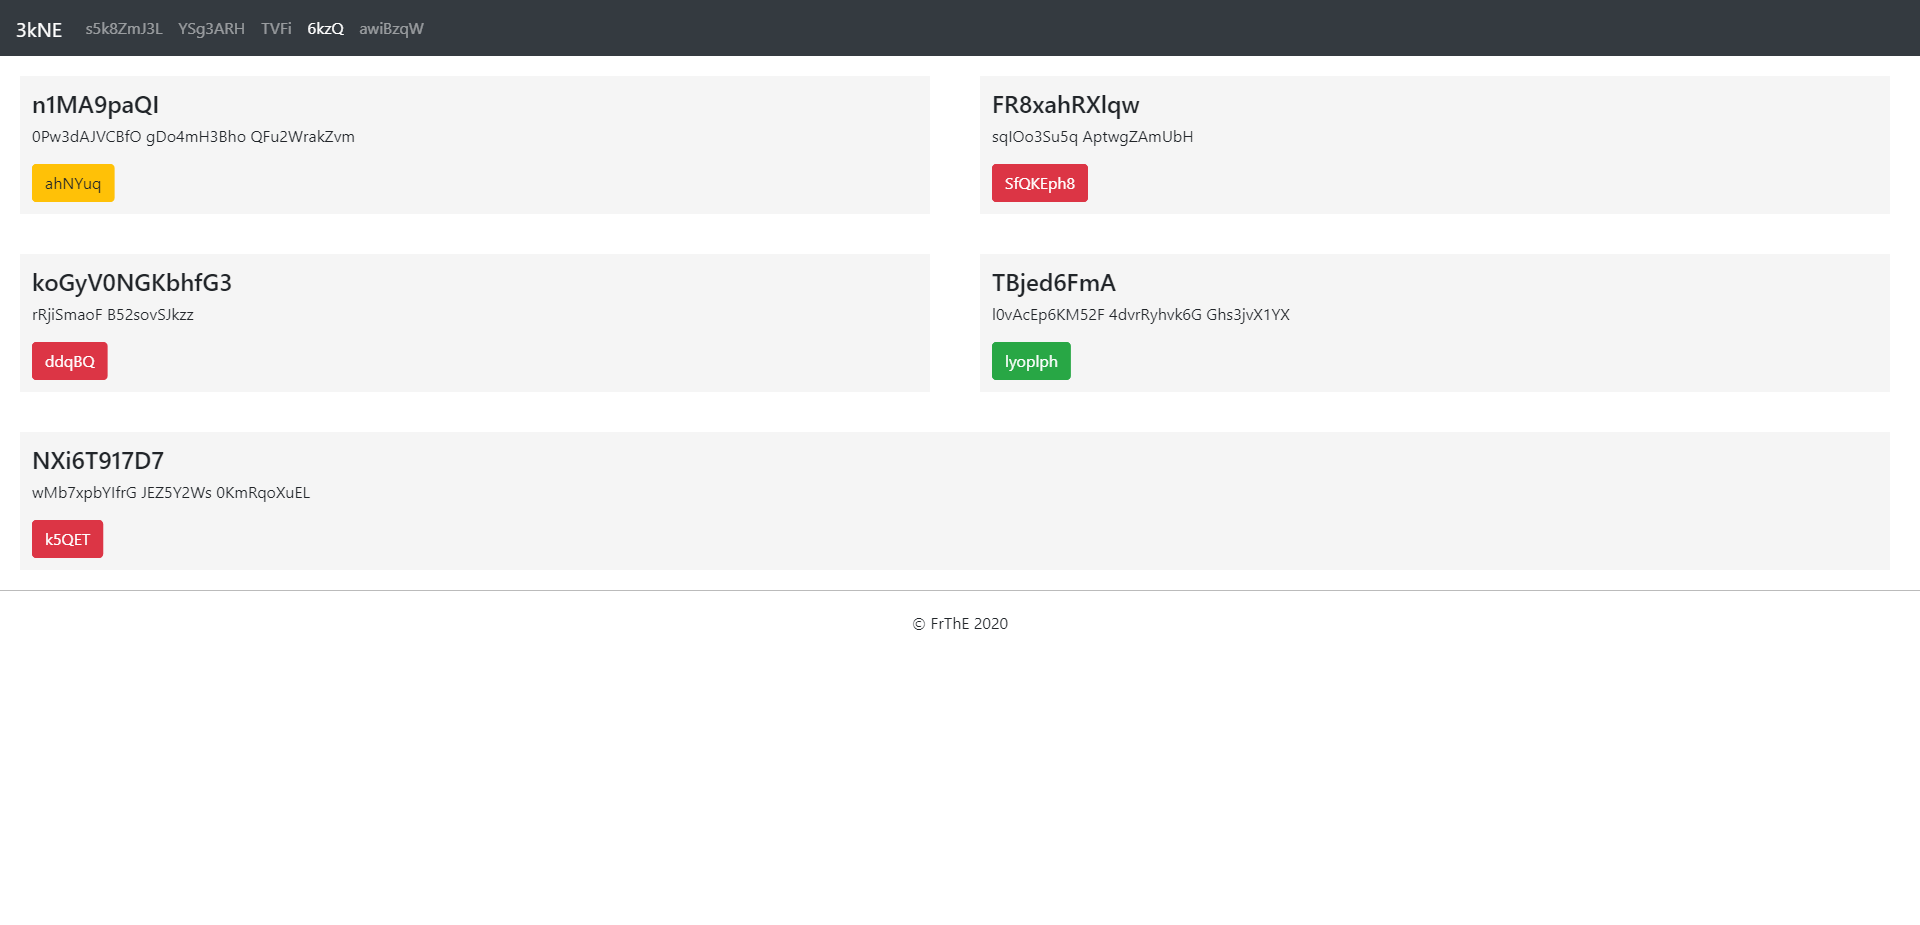 3kNE s5k8ZmJ3L YSg3ARH TVFi 6kzQ awiBzqW
n1MA9paQI
0Pw3dAJVCBfO gDo4mH3Bho QFu2WrakZvm
ahNYuq
FR8xahRXlqw
sqIOo3Su5q AptwgZAmUbH
SfQKEph8
koGyV0NGKbhfG3
rRjiSmaoF B52sovSJkzz
ddqBQ
TBjed6FmA
l0vAcEp6KM52F 4dvrRyhvk6G Ghs3jvX1YX
lyoplph
NXi6T917D7
wMb7xpbYIfrG JEZ5Y2Ws 0KmRqoXuEL
k5QET
© FrThE 2020